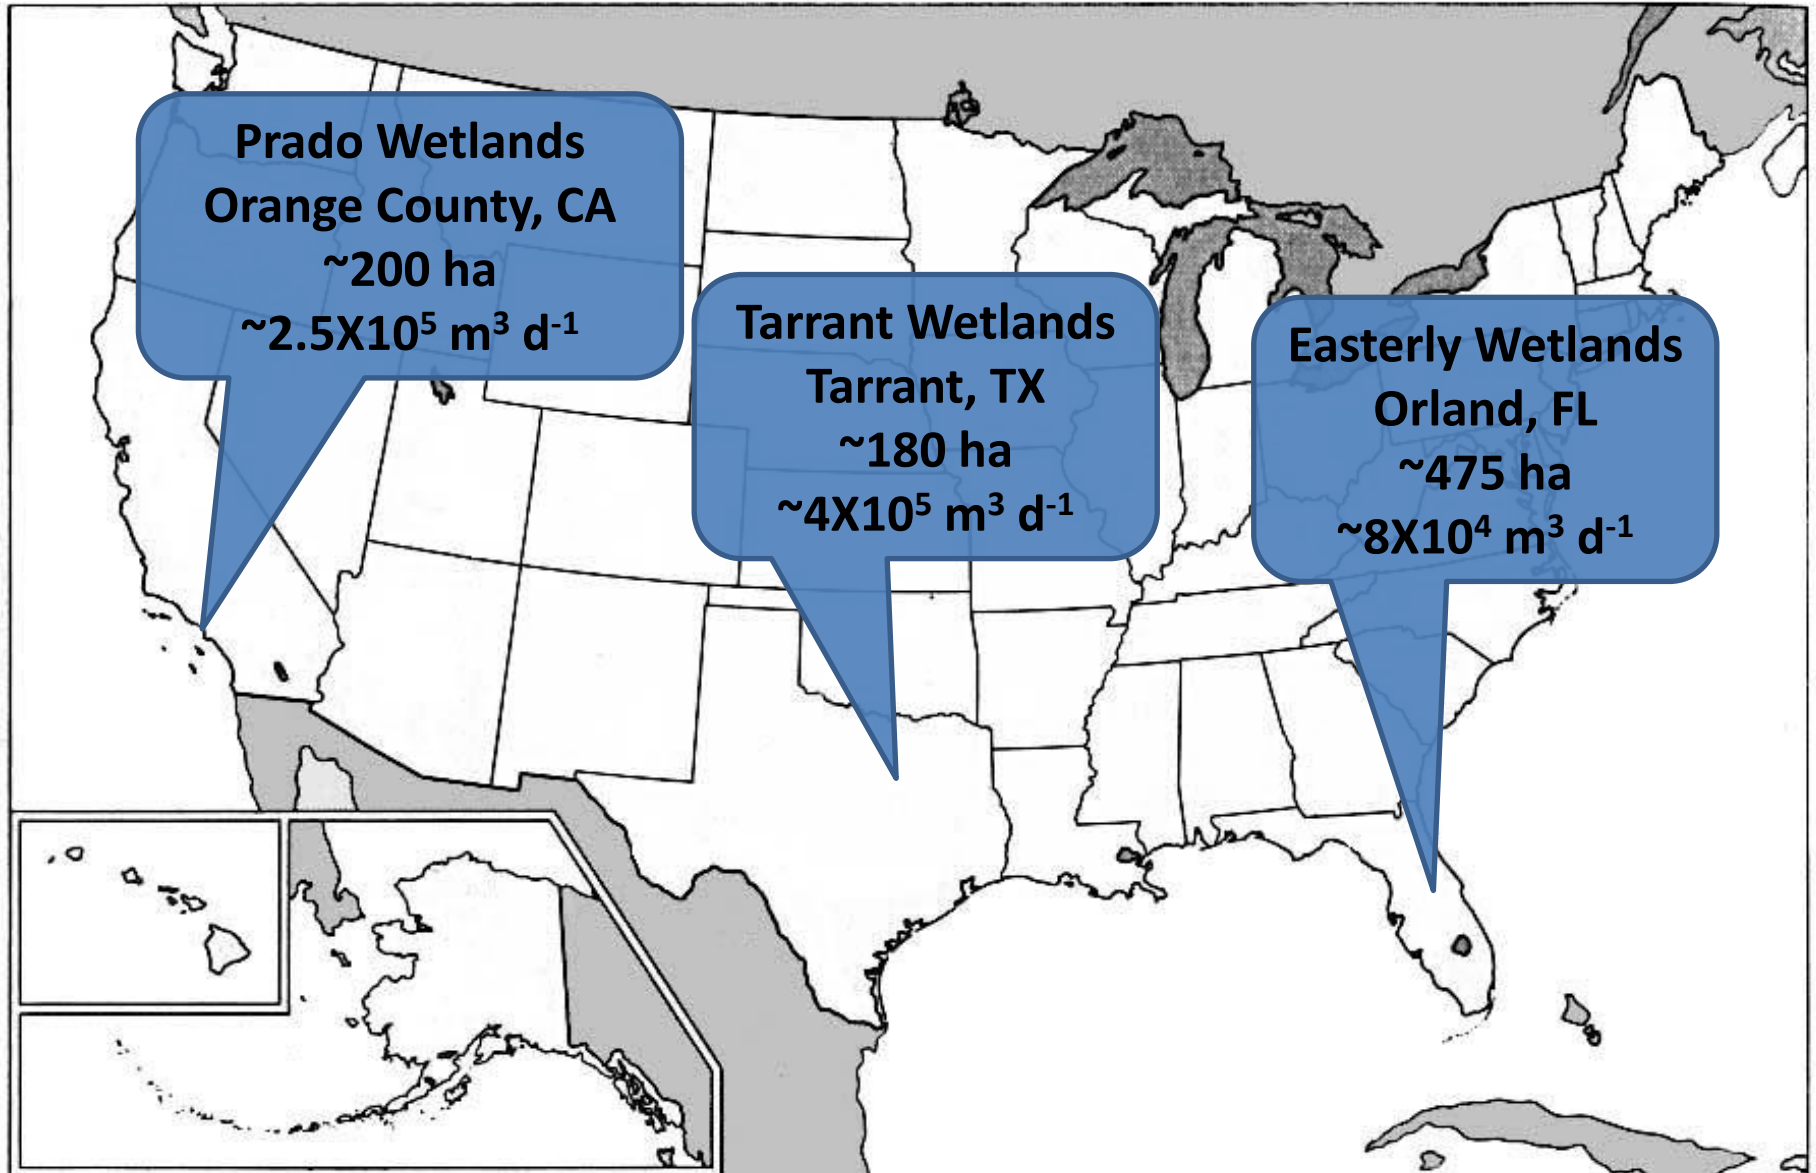 Prado Wetlands
Orange County, CA
~200 ha
~2.5X10⁵ m³ d⁻¹
Tarrant Wetlands
Tarrant, TX
~180 ha
~4X10⁵ m³ d⁻¹
Easterly Wetlands
Orland, FL
~475 ha
~8X10⁴ m³ d⁻¹